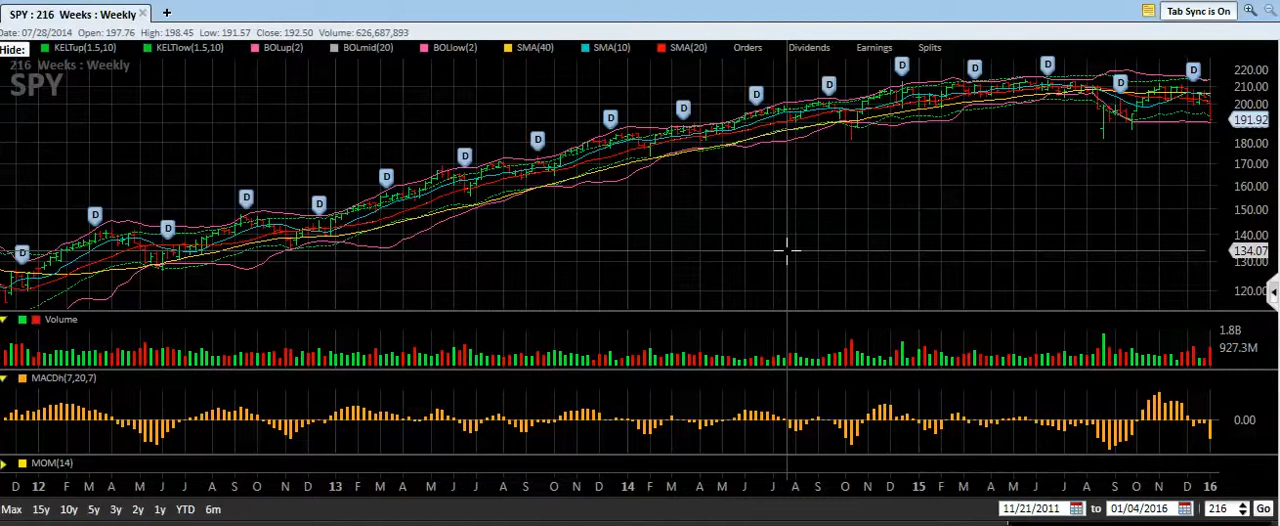 SPY : 216 Weeks : Weekly × +
Tab Sync is On
Date: 07/28/2014 Open: 197.76 High: 198.45 Low: 191.57 Close: 192.50 Volume: 626,687,893
Hide: KELTup(1.5,10) KELTlow(1.5,10) BOLup(2) BOLmid(20) BOLlow(2) SMA(40) SMA(10) SMA(20) Orders Dividends Earnings Splits
216 Weeks : Weekly
SPY
D D D D D D D D D D D D D D D D D
220.00
210.00
200.00
191.92
180.00
170.00
160.00
150.00
140.00
134.07
130.00
120.00
Volume
1.8B
927.3M
MACDh(7,20,7)
0.00
MOM(14)
D 12 F M A M J J A S O N D 13 F M A M J J A S O N D 14 F M A M J J A S O N D 15 F M A M J J A S O N D 16
Max 15y 10y 5y 3y 2y 1y YTD 6m 11/21/2011 to 01/04/2016 216 Go